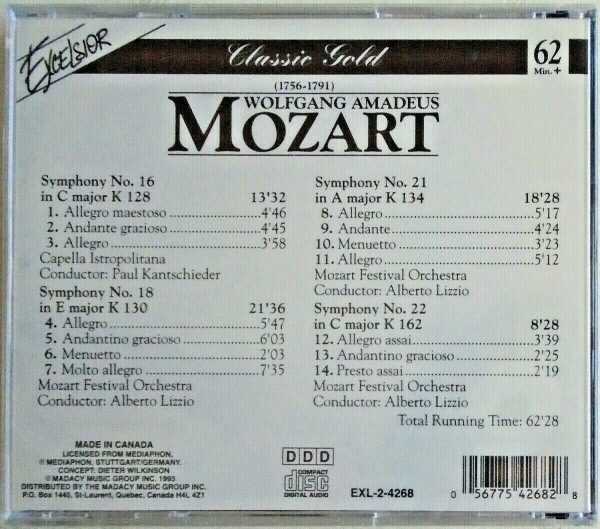 EXCELSIOR
Classic Gold
62
Min. +
(1756-1791)
WOLFGANG AMADEUS
MOZART
Symphony No. 16
in C major K 128 13'32
1. Allegro maestoso 4'46
2. Andante grazioso 4'45
3. Allegro 3'58
Capella Istropolitana
Conductor: Paul Kantschieder
Symphony No. 18
in E major K 130 21'36
4. Allegro 5'47
5. Andantino gracioso 6'03
6. Menuetto 2'03
7. Molto allegro 7'35
Mozart Festival Orchestra
Conductor: Alberto Lizzio
Symphony No. 21
in A major K 134 18'28
8. Allegro 5'17
9. Andante 4'24
10. Menuetto 3'23
11. Allegro 5'12
Mozart Festival Orchestra
Conductor: Alberto Lizzio
Symphony No. 22
in C major K 162 8'28
12. Allegro assai 3'39
13. Andantino gracioso 2'25
14. Presto assai 2'19
Mozart Festival Orchestra
Conductor: Alberto Lizzio
Total Running Time: 62'28
MADE IN CANADA
LICENSED FROM MEDIAPHON,
℗ MEDIAPHON, STUTTGART/GERMANY.
CONCEPT: DIETER WILKINSON
© MADACY MUSIC GROUP INC. 1993
DISTRIBUTED BY THE MADACY MUSIC GROUP INC.
P.O. Box 1445, St-Laurent, Quebec, Canada H4L 4Z1
DDD
COMPACT
disc
DIGITAL AUDIO
EXL-2-4268
0 56775 42682 8